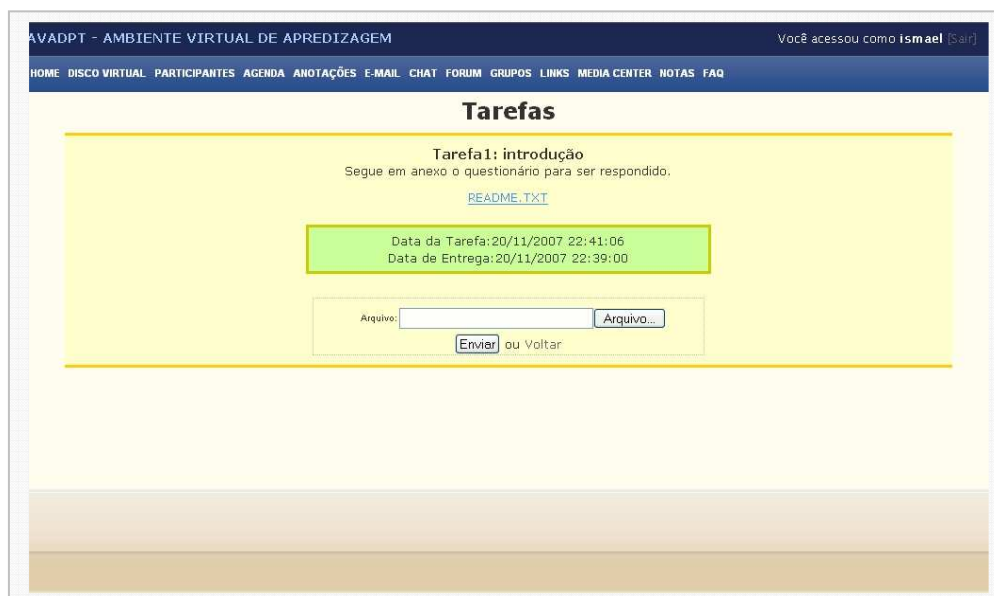 AVADPT - AMBIENTE VIRTUAL DE APREDIZAGEM Você acessou como ismael [Sair]
HOME DISCO VIRTUAL PARTICIPANTES AGENDA ANOTAÇÕES E-MAIL CHAT FORUM GRUPOS LINKS MEDIA CENTER NOTAS FAQ
Tarefas
Tarefa1: introdução
Segue em anexo o questionário para ser respondido.
README.TXT
Data da Tarefa:20/11/2007 22:41:06
Data de Entrega:20/11/2007 22:39:00
Arquivo: Arquivo...
Enviar ou Voltar